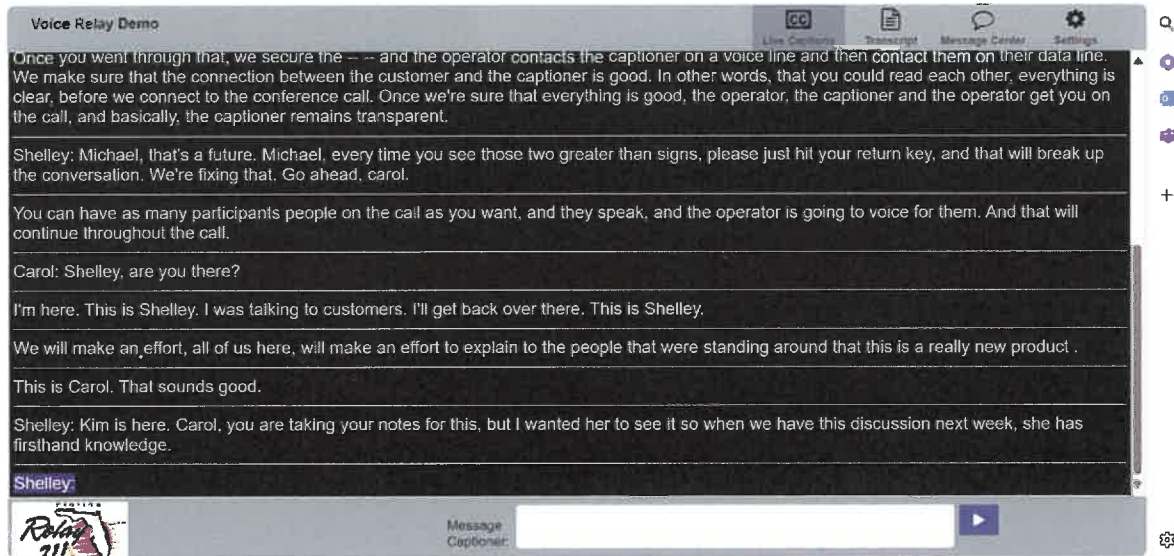 Voice Relay Demo
CC
Live Captions
Transcript
Message Center
Settings
Once you went through that, we secure the -- -- and the operator contacts the captioner on a voice line and then contact them on their data line.
We make sure that the connection between the customer and the captioner is good. In other words, that you could read each other, everything is
clear, before we connect to the conference call. Once we're sure that everything is good, the operator, the captioner and the operator get you on
the call, and basically, the captioner remains transparent.
Shelley: Michael, that's a future. Michael, every time you see those two greater than signs, please just hit your return key, and that will break up
the conversation. We're fixing that. Go ahead, carol.
You can have as many participants people on the call as you want, and they speak, and the operator is going to voice for them. And that will
continue throughout the call.
Carol: Shelley, are you there?
I'm here. This is Shelley. I was talking to customers. I'll get back over there. This is Shelley.
We will make an effort, all of us here, will make an effort to explain to the people that were standing around that this is a really new product .
This is Carol. That sounds good.
Shelley: Kim is here. Carol, you are taking your notes for this, but I wanted her to see it so when we have this discussion next week, she has
firsthand knowledge.
Shelley:
Relay
711
Message
Captioner: